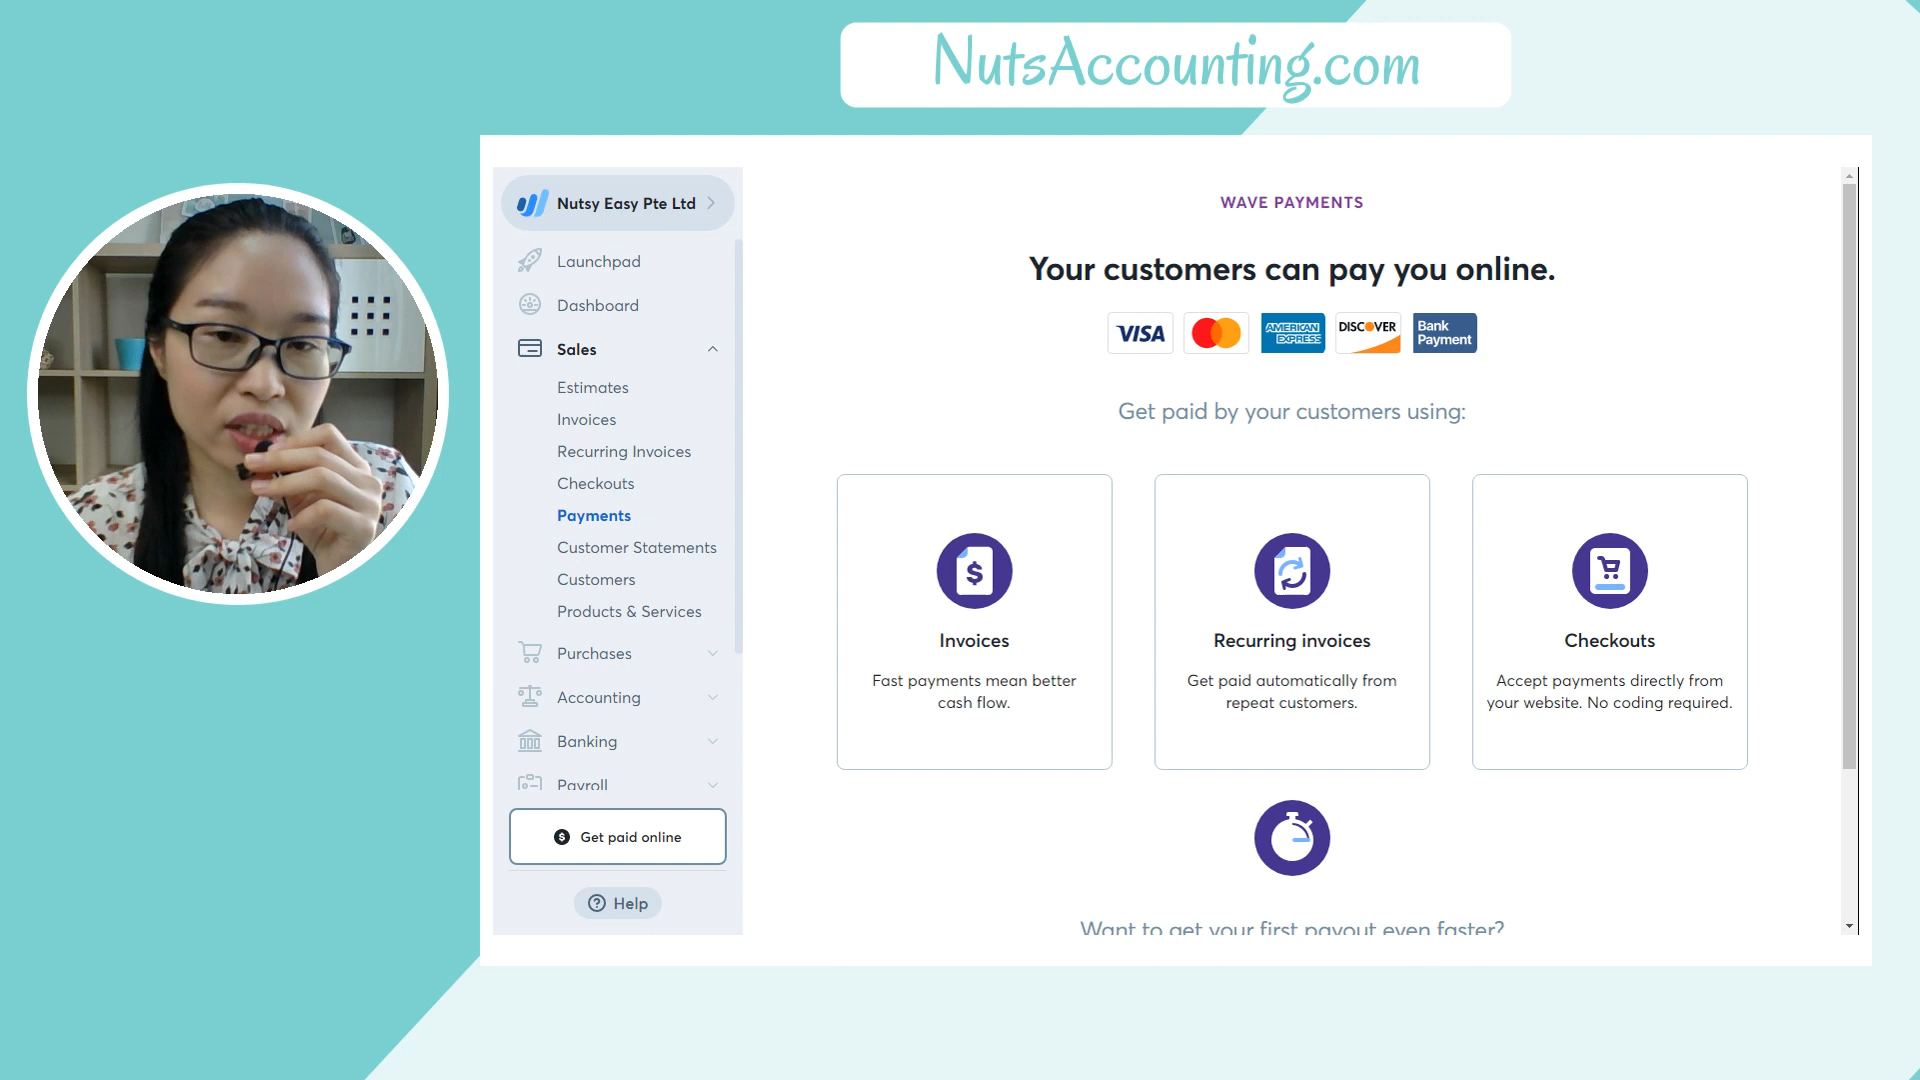 NutsAccounting.com
Nutsy Easy Pte Ltd
Launchpad
Dashboard
Sales
Estimates
Invoices
Recurring Invoices
Checkouts
Payments
Customer Statements
Customers
Products & Services
Purchases
Accounting
Banking
Payroll
Get paid online
Help
WAVE PAYMENTS
Your customers can pay you online.
VISA
AMERICAN
EXPRESS
DISCOVER
Bank
Payment
Get paid by your customers using:
Invoices
Fast payments mean better
cash flow.
Recurring invoices
Get paid automatically from
repeat customers.
Checkouts
Accept payments directly from
your website. No coding required.
Want to get your first payout even faster?